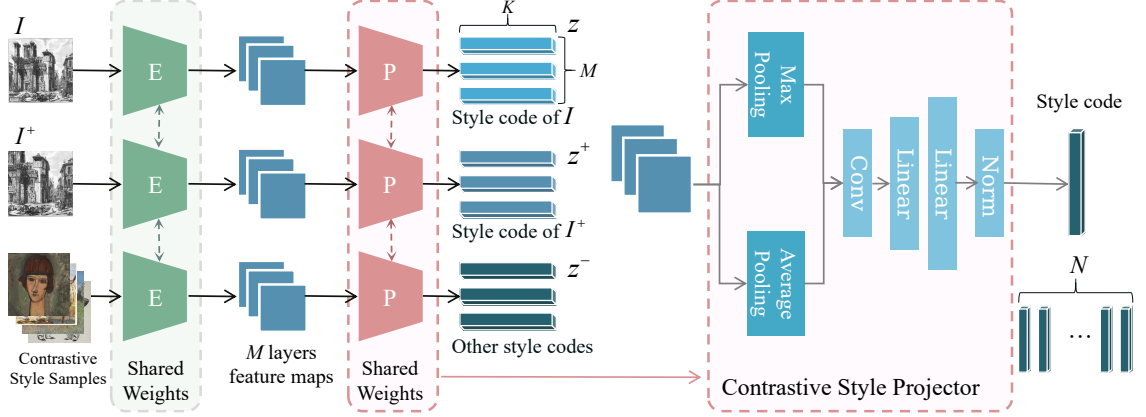 I
E
P
K
z
M
Style code of I
I⁺
E
P
z⁺
Style code of I⁺
E
P
z⁻
Other style codes
Contrastive
Style Samples
Shared
Weights
M layers
feature maps
Shared
Weights
Max
Pooling
Average
Pooling
Conv
Linear
Linear
Norm
Contrastive Style Projector
Style code
N
...